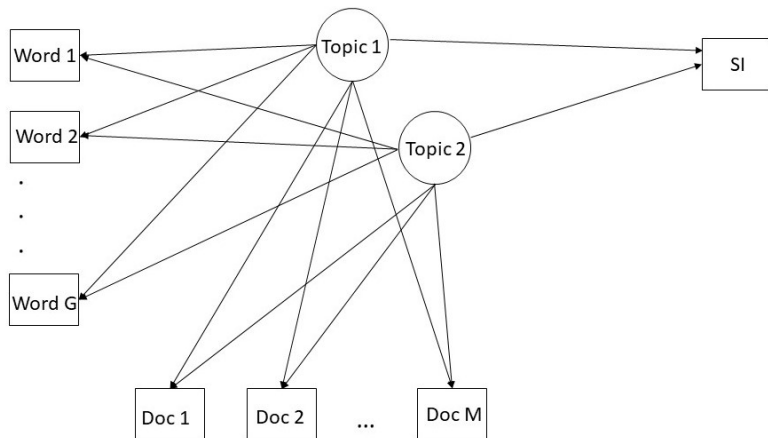 Topic 1
Word 1
SI
Word 2
Topic 2
.
.
.
Word G
Doc 1
Doc 2
...
Doc M